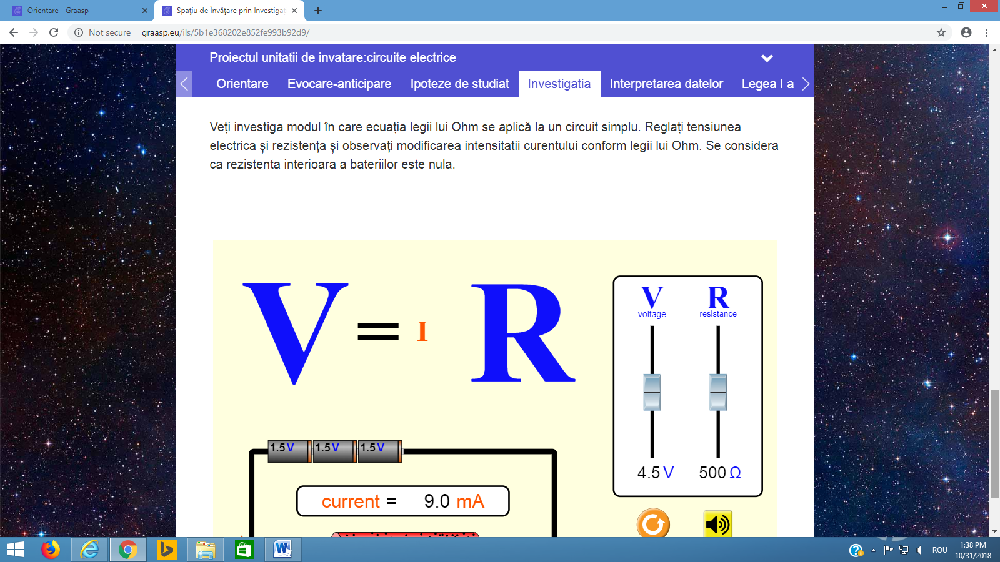 Orientare - Graasp
Spațiu de Învățare prin Investigat
Not secure
graasp.eu/ils/5b1e368202e852fe993b92d9/
Proiectul unitatii de invatare:circuite electrice
Orientare Evocare-anticipare Ipoteze de studiat Investigatia Interpretarea datelor Legea I a
Veți investiga modul în care ecuația legii lui Ohm se aplică la un circuit simplu. Reglați tensiunea
electrica și rezistența și observați modificarea intensitatii curentului conform legii lui Ohm. Se considera
ca rezistenta interioara a bateriilor este nula.
V = I R
V R
voltage resistance
4.5 V 500 Ω
1.5 V 1.5 V 1.5 V
current = 9.0 mA
ROU
1:38 PM
10/31/2018